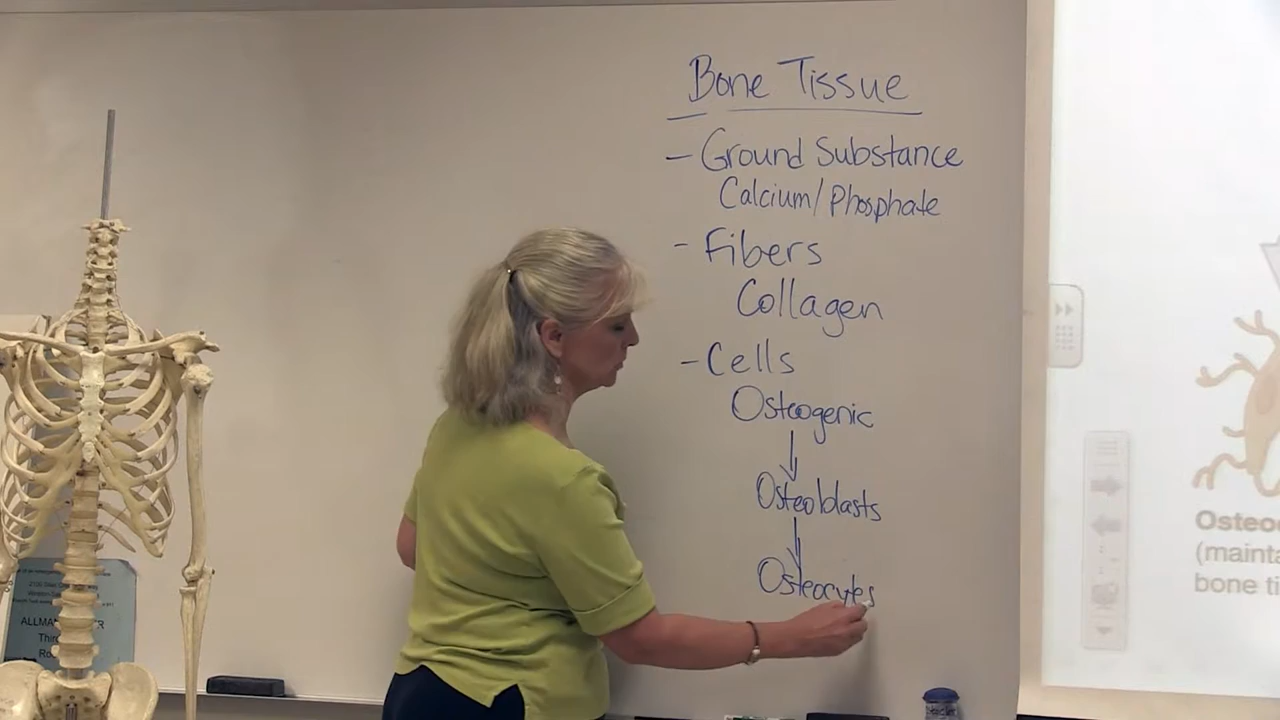 Bone Tissue
- Ground Substance
Calcium/Phosphate
- Fibers
Collagen
- Cells
Osteogenic
Osteoblasts
Osteocytes